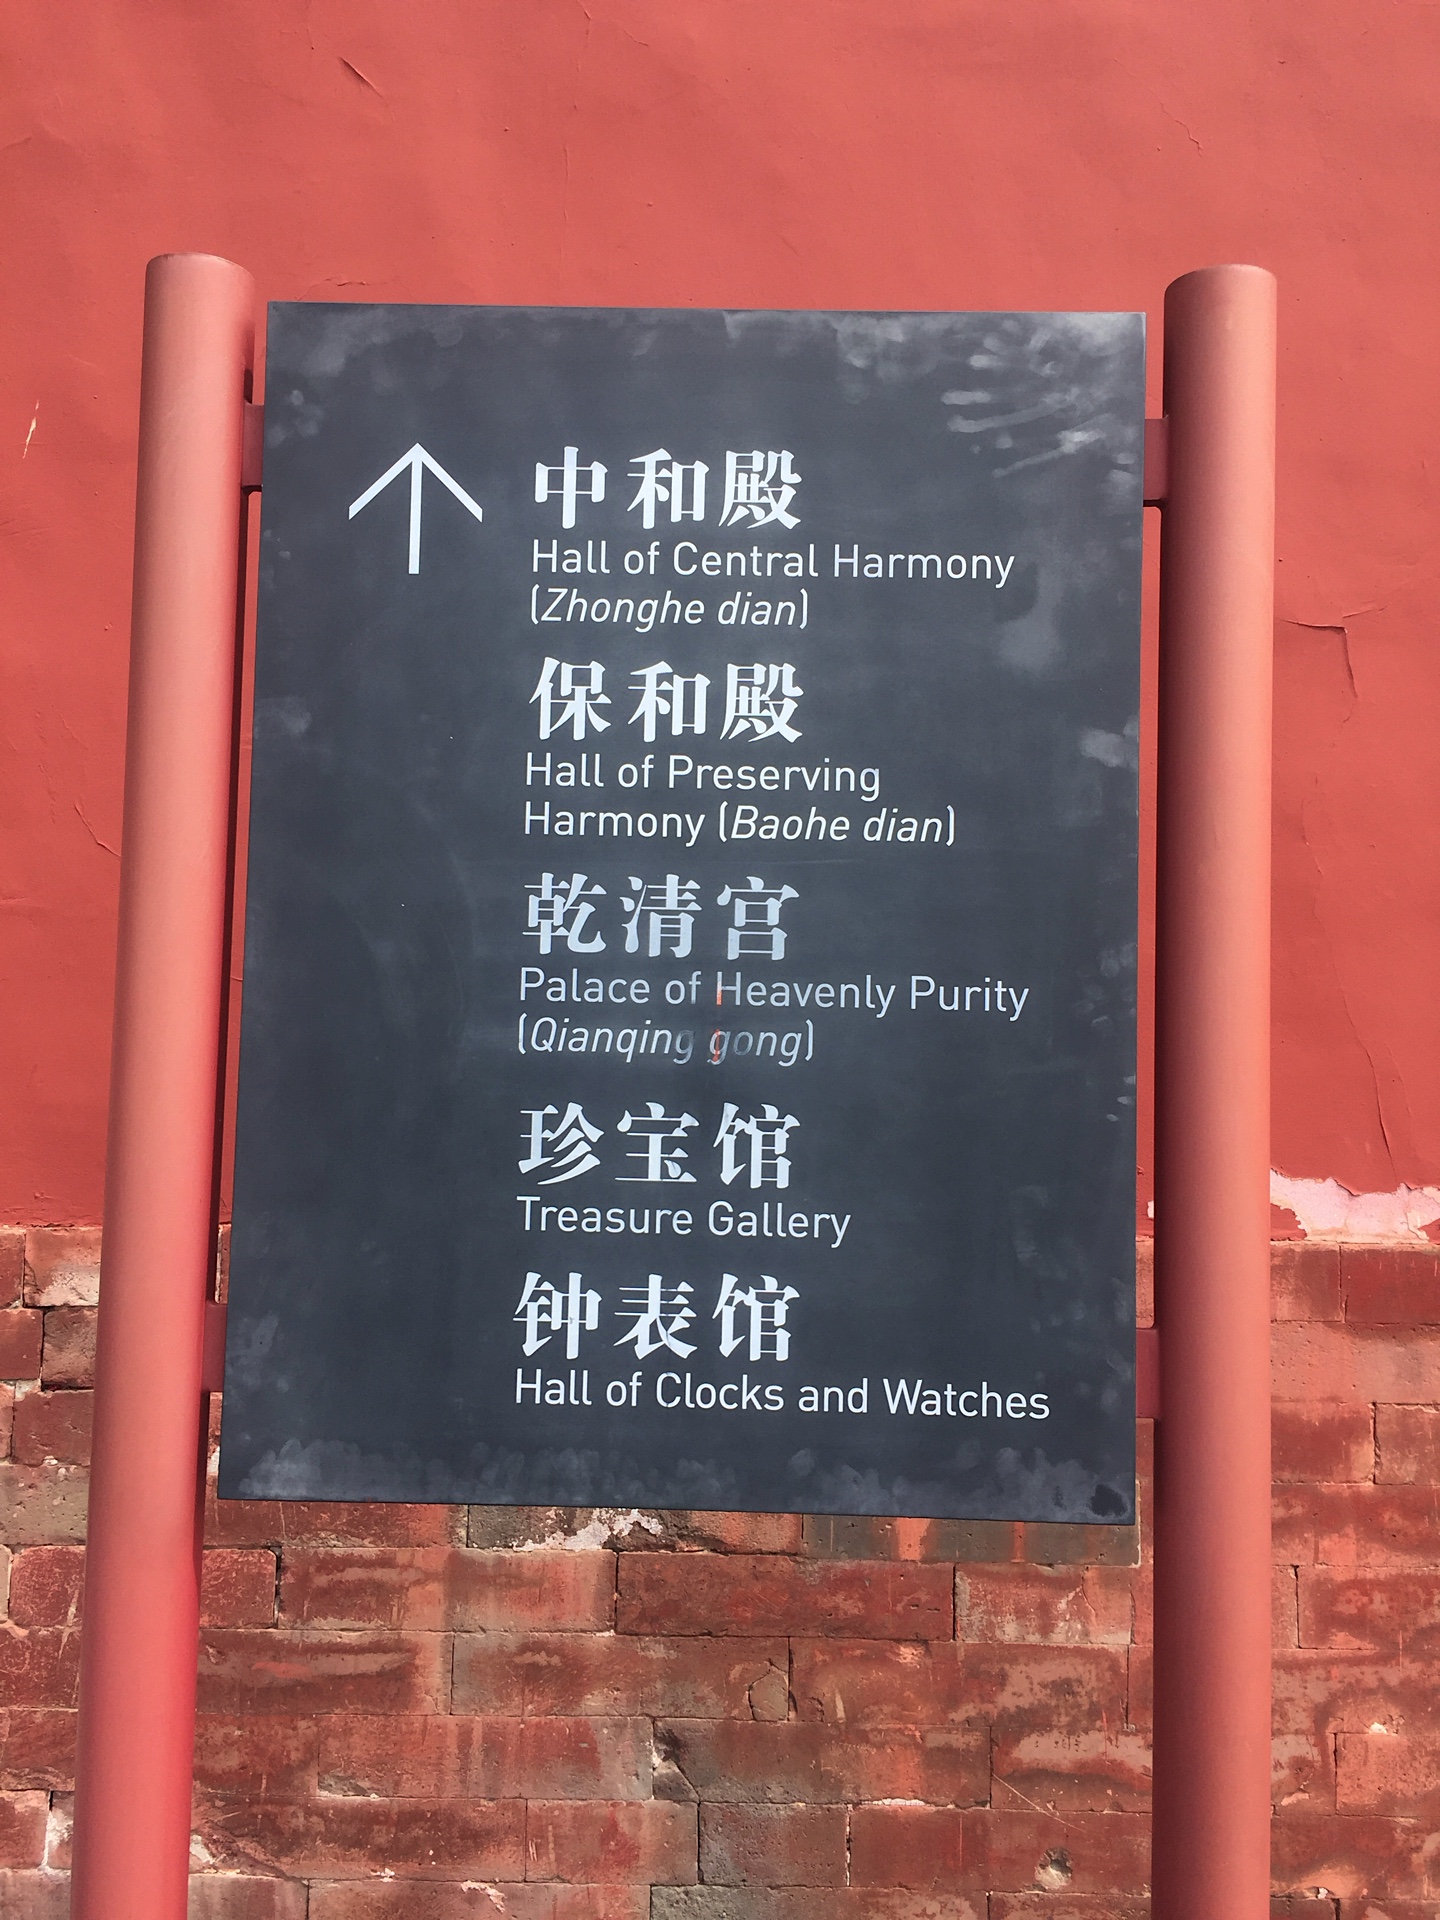 中和殿
Hall of Central Harmony
(Zhonghe dian)
保和殿
Hall of Preserving
Harmony (Baohe dian)
乾清宫
Palace of Heavenly Purity
(Qianqing gong)
珍宝馆
Treasure Gallery
钟表馆
Hall of Clocks and Watches